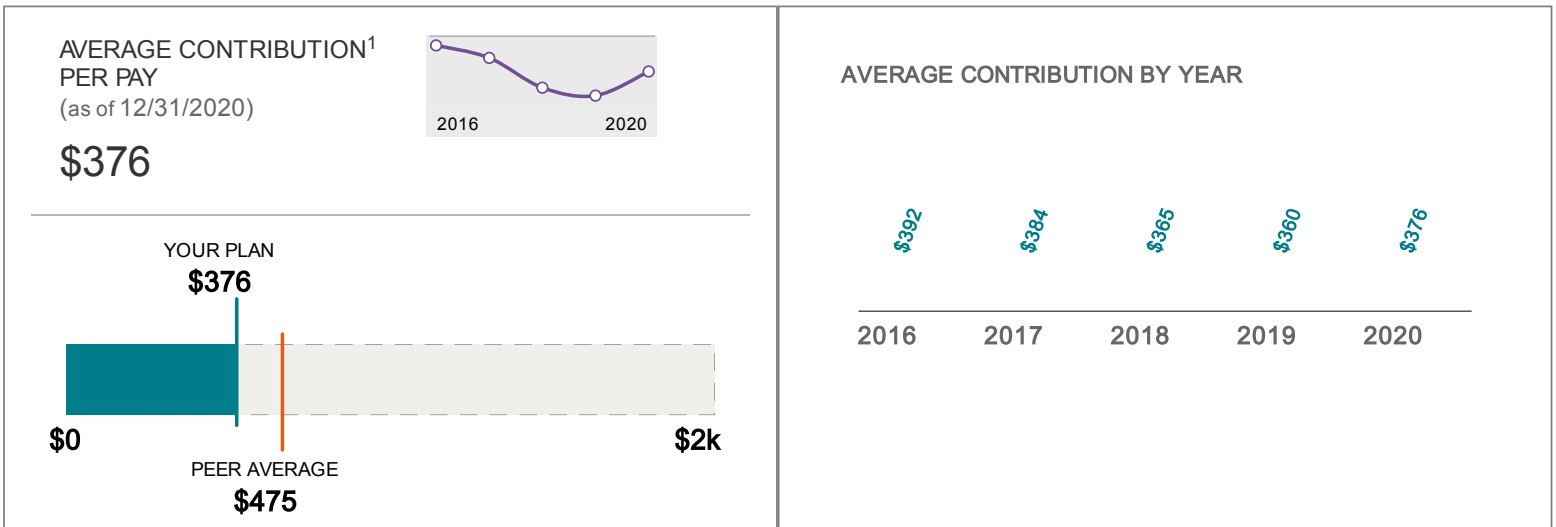 AVERAGE CONTRIBUTION¹
PER PAY
(as of 12/31/2020)
$376
2016 2020
YOUR PLAN
$376
$0 $2k
PEER AVERAGE
$475
AVERAGE CONTRIBUTION BY YEAR
$392 $384 $365 $360 $376
2016 2017 2018 2019 2020